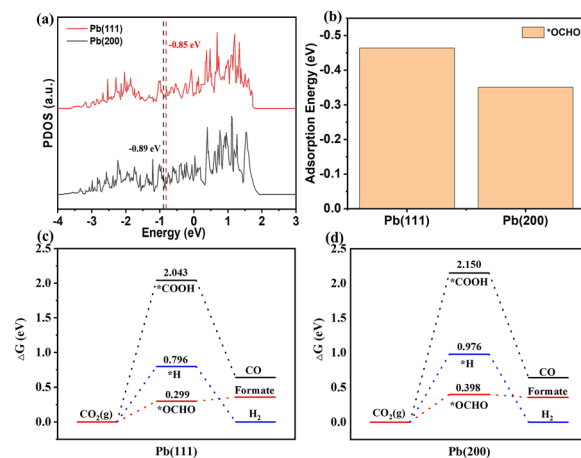 (a)
Pb(111)
Pb(200)
-0.85 eV
-0.89 eV
PDOS (a.u.)
-4 -3 -2 -1 0 1 2 3
Energy (eV)
(b)
*OCHO
Adsorption Energy (eV)
-0.5
-0.4
-0.3
-0.2
-0.1
0.0
Pb(111) Pb(200)
(c)
ΔG (eV)
2.5
2.0
1.5
1.0
0.5
0.0
2.043
*COOH
0.796
*H
0.299
*OCHO
CO₂(g)
CO
Formate
H₂
Pb(111)
(d)
ΔG (eV)
2.5
2.0
1.5
1.0
0.5
0.0
2.150
*COOH
0.976
*H
0.398
*OCHO
CO₂(g)
CO
Formate
H₂
Pb(200)